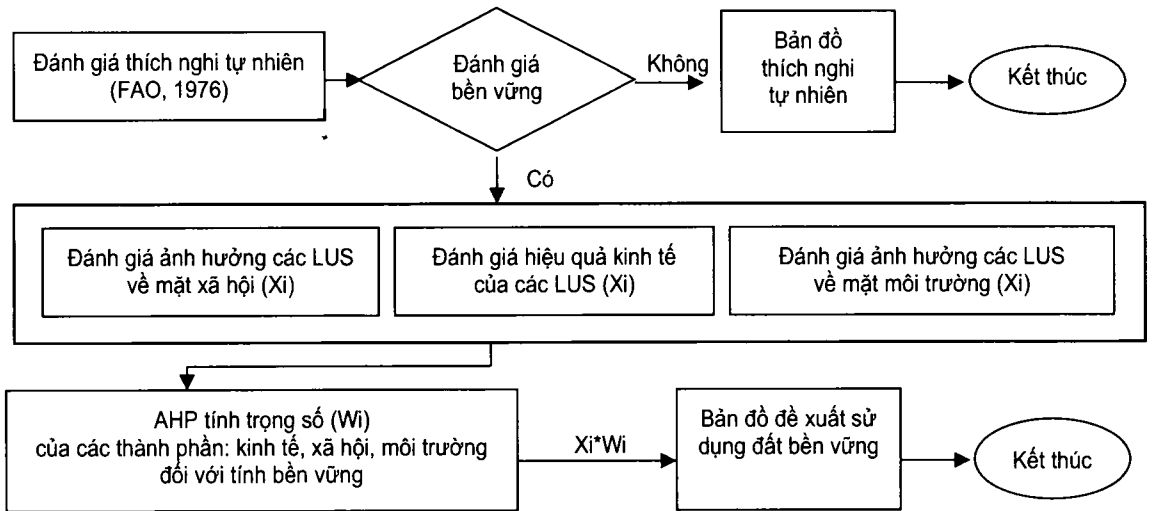 Đánh giá thích nghi tự nhiên
(FAO, 1976)
Đánh giá
bền vững
Không
Bản đồ
thích nghi
tự nhiên
Kết thúc
Có
Đánh giá ảnh hưởng các LUS
về mặt xã hội (Xi)
Đánh giá hiệu quả kinh tế
của các LUS (Xi)
Đánh giá ảnh hưởng các LUS
về mặt môi trường (Xi)
AHP tính trọng số (Wi)
của các thành phần: kinh tế, xã hội, môi trường
đối với tính bền vững
Xi*Wi
Bản đồ đề xuất sử
dụng đất bền vững
Kết thúc